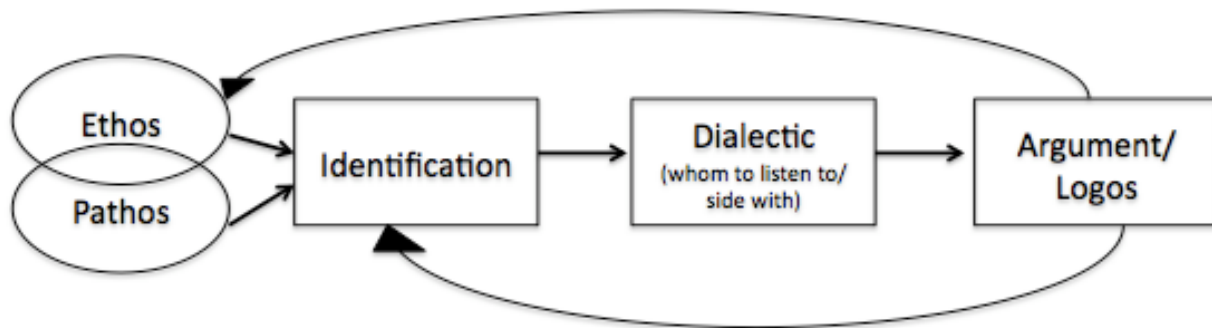 Ethos
Pathos
Identification
Dialectic
(whom to listen to/
side with)
Argument/
Logos